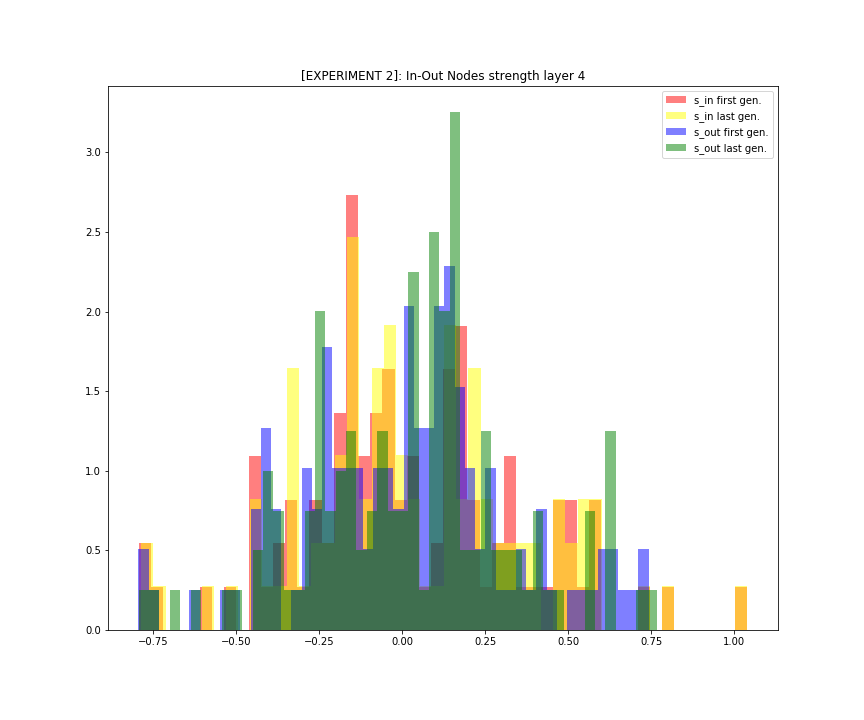 [EXPERIMENT 2]: In-Out Nodes strength layer 4
s_in first gen.
s_in last gen.
s_out first gen.
s_out last gen.
3.0
2.5
2.0
1.5
1.0
0.5
0.0
−0.75 −0.50 −0.25 0.00 0.25 0.50 0.75 1.00